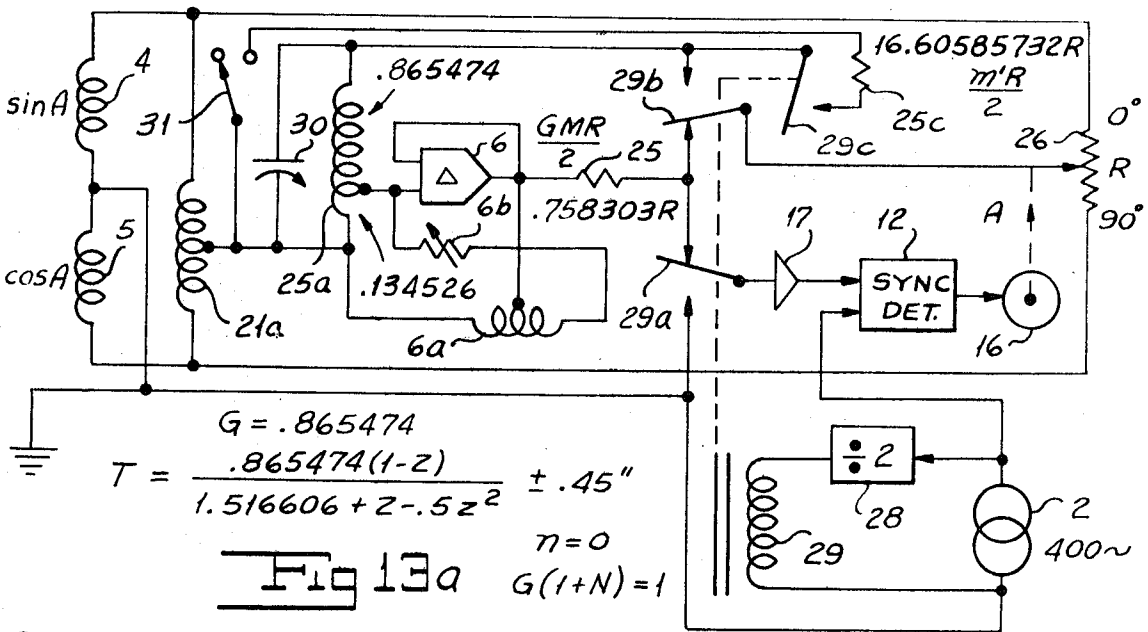 4
sin A
31
30
.865474
6
GMR
2
25
29b
16.60585732R
m'R
2
25c
29c
26
0°
R
90°
A
5
cos A
21a
25a
.134526
6b
6a
.758303R
29a
17
12
SYNC
DET.
16
G = .865474
T = .865474(1-Z)
1.516606 + Z-.5Z² ± .45"
n=0
G(1+N)=1
÷ 2
28
29
2
400~
Fig 13a